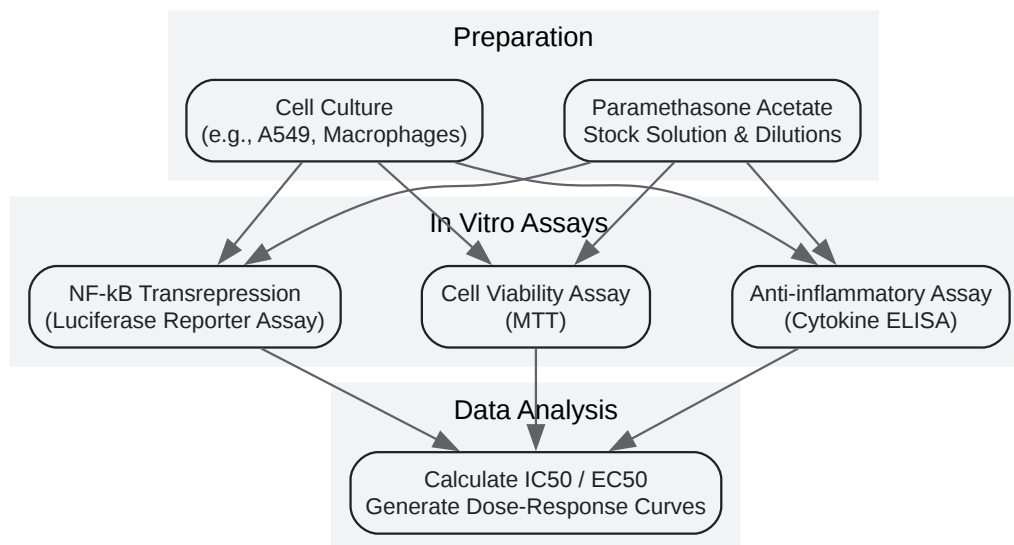 Preparation
Cell Culture
(e.g., A549, Macrophages)
Paramethasone Acetate
Stock Solution & Dilutions
In Vitro Assays
NF-kB Transrepression
(Luciferase Reporter Assay)
Cell Viability Assay
(MTT)
Anti-inflammatory Assay
(Cytokine ELISA)
Data Analysis
Calculate IC50 / EC50
Generate Dose-Response Curves